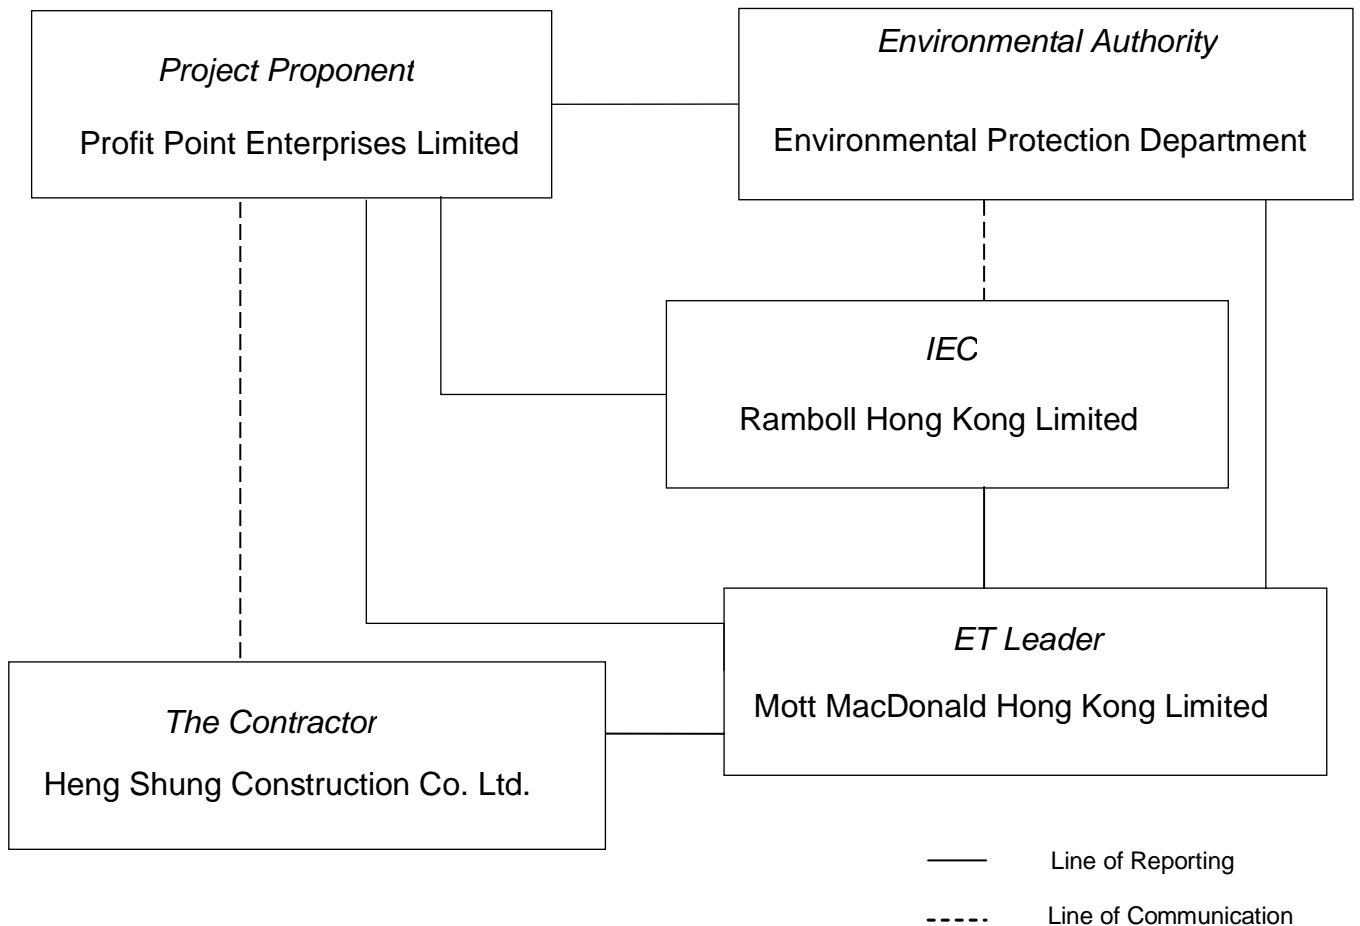 Project Proponent
Profit Point Enterprises Limited
Environmental Authority
Environmental Protection Department
IEC
Ramboll Hong Kong Limited
ET Leader
Mott MacDonald Hong Kong Limited
The Contractor
Heng Shung Construction Co. Ltd.
Line of Reporting
Line of Communication